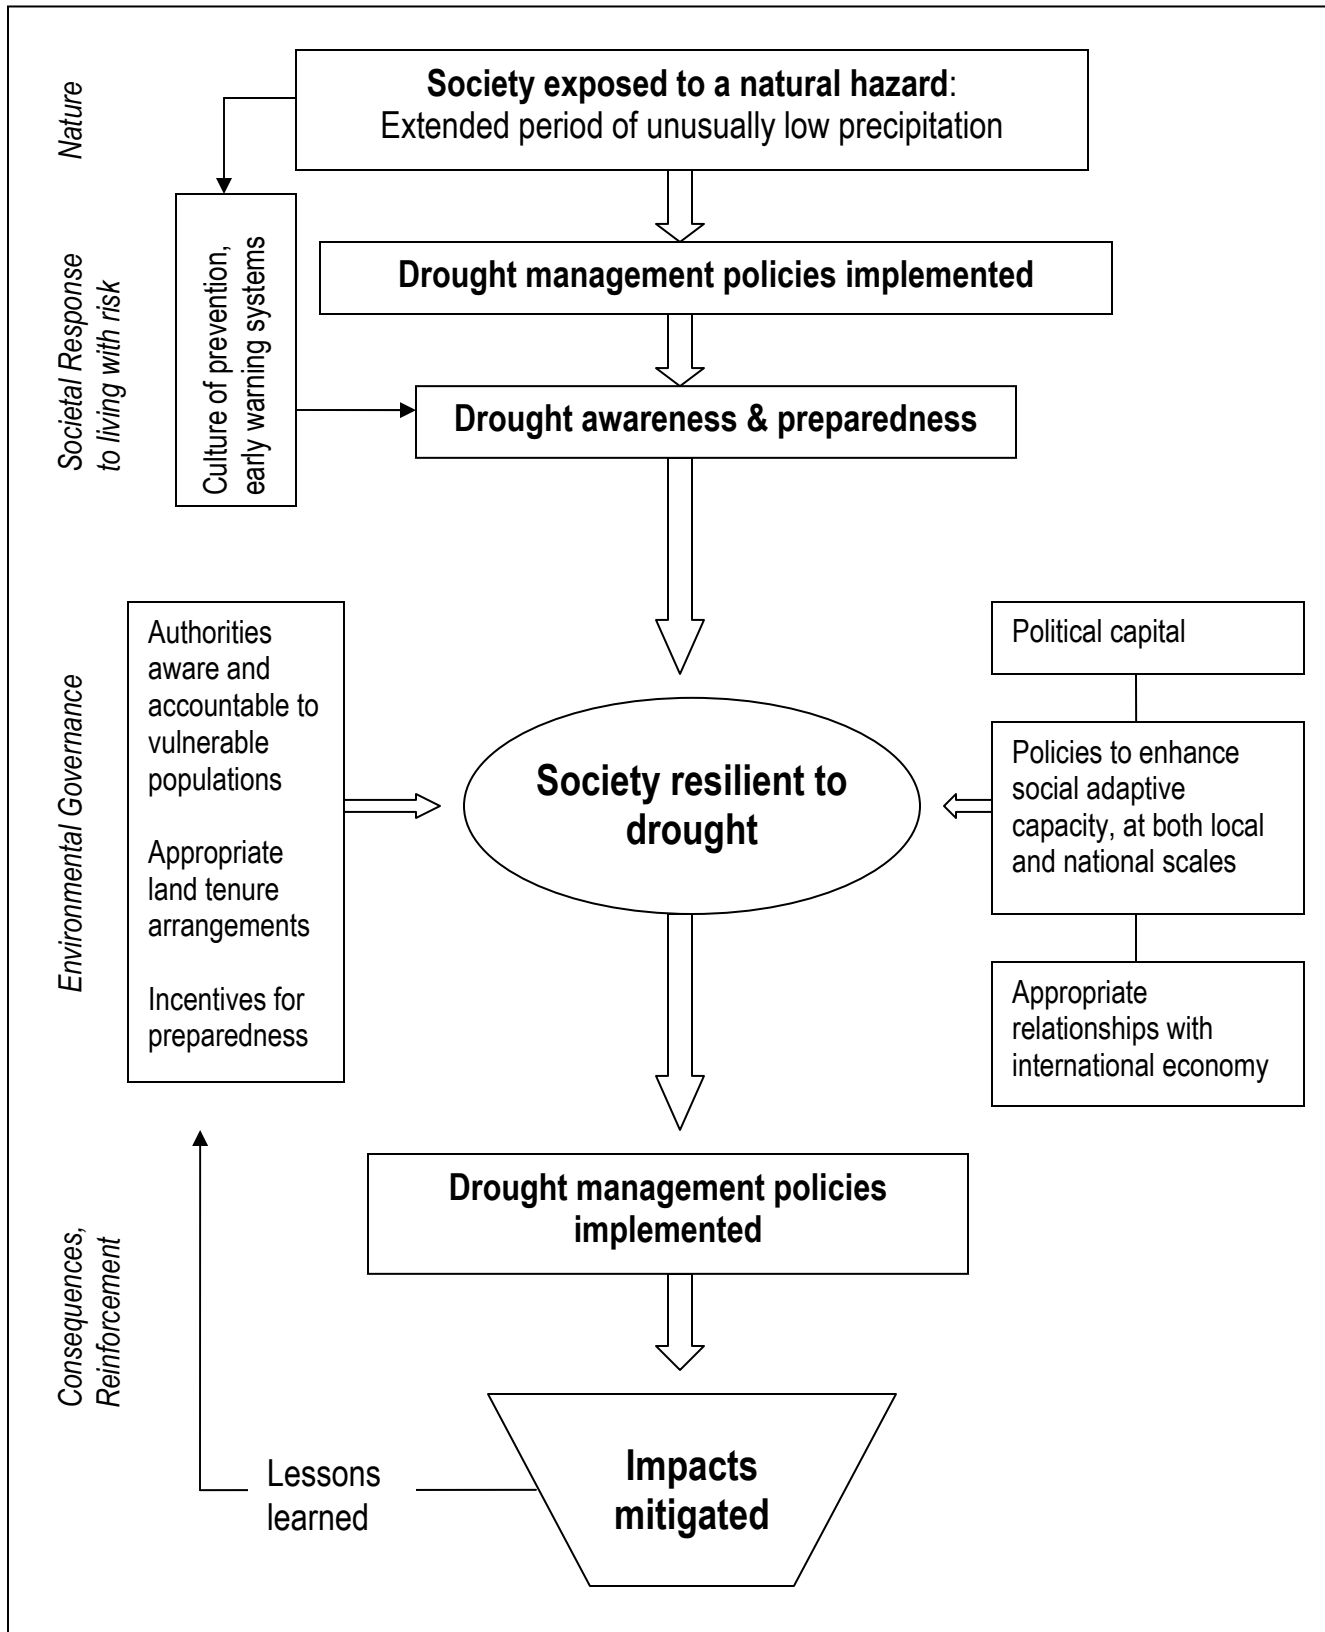 Nature
Society exposed to a natural hazard:
Extended period of unusually low precipitation
Societal Response
to living with risk
Culture of prevention,
early warning systems
Drought management policies implemented
Drought awareness & preparedness
Environmental Governance
Authorities
aware and
accountable to
vulnerable
populations
Appropriate
land tenure
arrangements
Incentives for
preparedness
Society resilient to
drought
Political capital
Policies to enhance
social adaptive
capacity, at both local
and national scales
Appropriate
relationships with
international economy
Consequences,
Reinforcement
Drought management policies
implemented
Lessons
learned
Impacts
mitigated